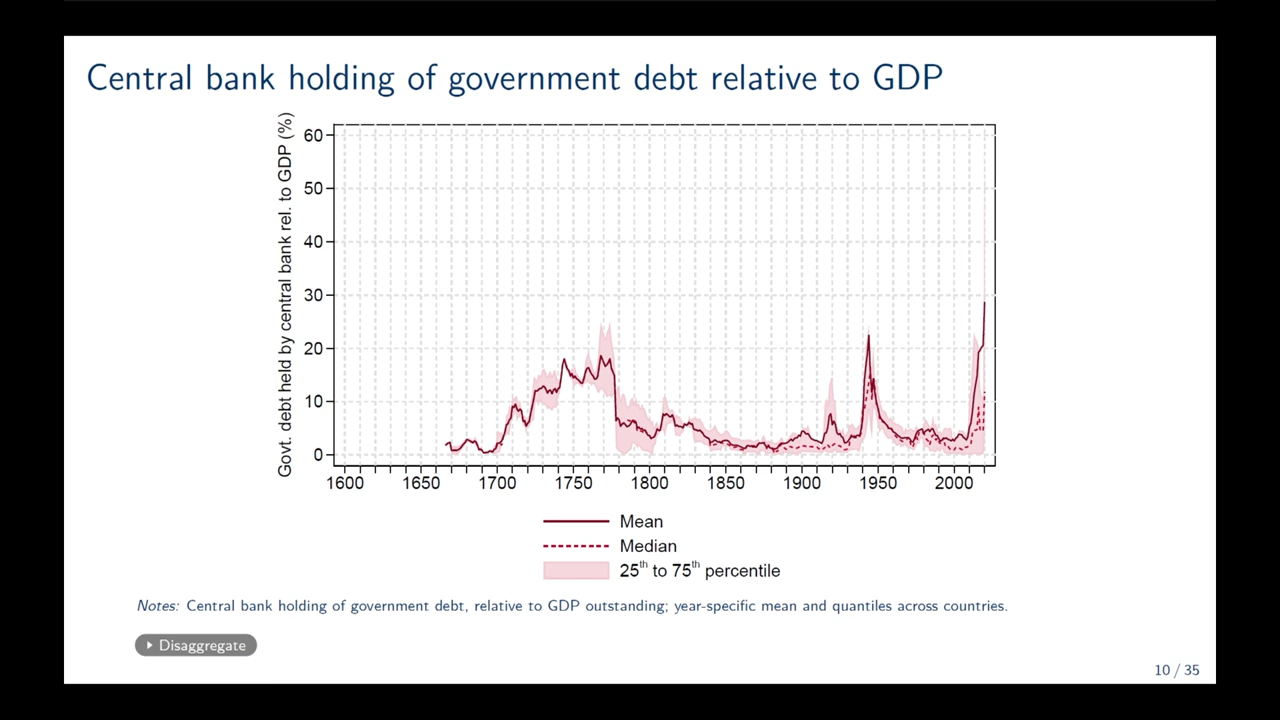 Central bank holding of government debt relative to GDP
Govt. debt held by central bank rel. to GDP (%)
60
50
40
30
20
10
0
1600 1650 1700 1750 1800 1850 1900 1950 2000
Mean
Median
25th to 75th percentile
Notes: Central bank holding of government debt, relative to GDP outstanding; year-specific mean and quantiles across countries.
Disaggregate
10 / 35